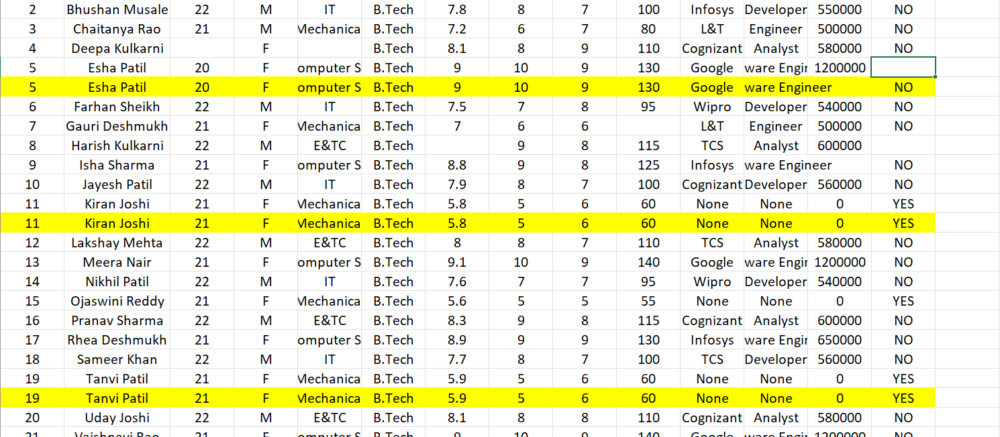 2 Bhushan Musale 22 M IT B.Tech 7.8 8 7 100 Infosys Developer 550000 NO
3 Chaitanya Rao 21 M Mechanica B.Tech 7.2 6 7 80 L&T Engineer 500000 NO
4 Deepa Kulkarni F B.Tech 8.1 8 9 110 Cognizant Analyst 580000 NO
5 Esha Patil 20 F omputer S B.Tech 9 10 9 130 Google ware Engin 1200000
5 Esha Patil 20 F omputer S B.Tech 9 10 9 130 Google ware Engineer NO
6 Farhan Sheikh 22 M IT B.Tech 7.5 7 8 95 Wipro Developer 540000 NO
7 Gauri Deshmukh 21 F Mechanica B.Tech 7 6 6 L&T Engineer 500000 NO
8 Harish Kulkarni 22 M E&TC B.Tech 9 8 115 TCS Analyst 600000
9 Isha Sharma 21 F omputer S B.Tech 8.8 9 8 125 Infosys ware Engineer NO
10 Jayesh Patil 22 M IT B.Tech 7.9 8 7 100 Cognizant Developer 560000 NO
11 Kiran Joshi 21 F Mechanica B.Tech 5.8 5 6 60 None None 0 YES
11 Kiran Joshi 21 F Mechanica B.Tech 5.8 5 6 60 None None 0 YES
12 Lakshay Mehta 22 M E&TC B.Tech 8 8 7 110 TCS Analyst 580000 NO
13 Meera Nair 21 F omputer S B.Tech 9.1 10 9 140 Google ware Engin 1200000 NO
14 Nikhil Patil 22 M IT B.Tech 7.6 7 7 95 Wipro Developer 540000 NO
15 Ojaswini Reddy 21 F Mechanica B.Tech 5.6 5 5 55 None None 0 YES
16 Pranav Sharma 22 M E&TC B.Tech 8.3 9 8 115 Cognizant Analyst 600000 NO
17 Rhea Deshmukh 21 F omputer S B.Tech 8.9 9 9 130 Infosys ware Engin 650000 NO
18 Sameer Khan 22 M IT B.Tech 7.7 8 7 100 TCS Developer 560000 NO
19 Tanvi Patil 21 F Mechanica B.Tech 5.9 5 6 60 None None 0 YES
19 Tanvi Patil 21 F Mechanica B.Tech 5.9 5 6 60 None None 0 YES
20 Uday Joshi 22 M E&TC B.Tech 8.1 8 8 110 Cognizant Analyst 580000 NO
21 Vaishnavi Rao 21 F omputer S B.Tech 9 10 9 140 Google ware Engin 1200000 NO